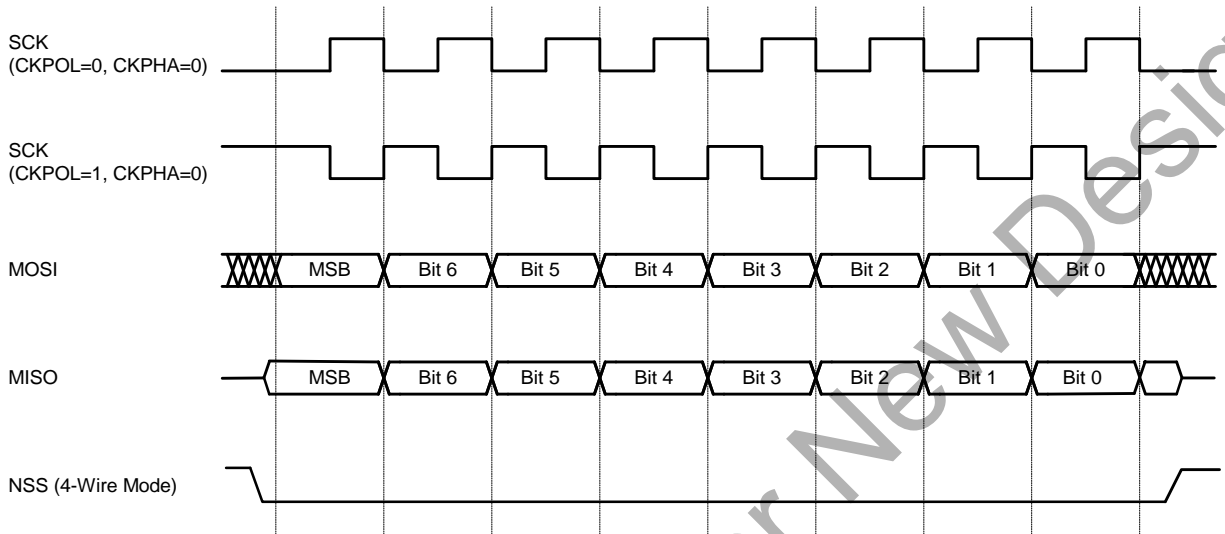 SCK
(CKPOL=0, CKPHA=0)
SCK
(CKPOL=1, CKPHA=0)
MOSI
MSB Bit 6 Bit 5 Bit 4 Bit 3 Bit 2 Bit 1 Bit 0
MISO
MSB Bit 6 Bit 5 Bit 4 Bit 3 Bit 2 Bit 1 Bit 0
NSS (4-Wire Mode)
New